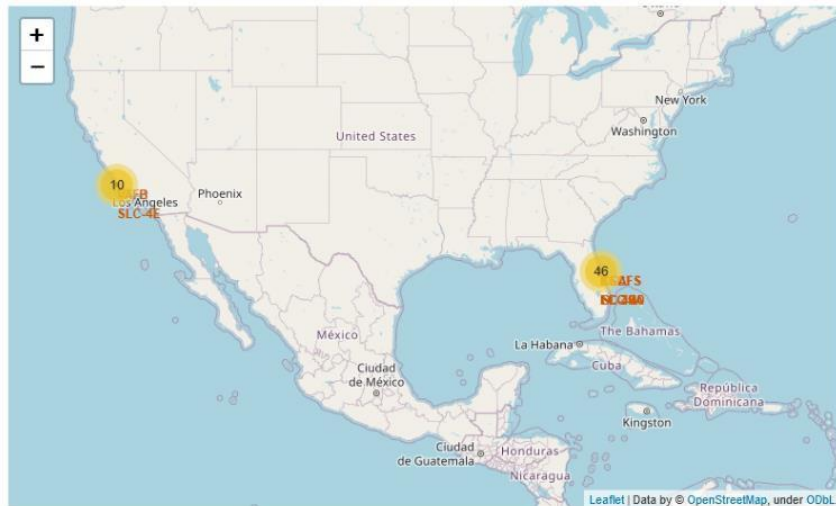 +
−
United States
New York
Washington
10
Los Angeles
Phoenix
SLC-4E
46
México
Ciudad
de México
La Habana
The Bahamas
Cuba
República
Dominicana
Kingston
Ciudad
de Guatemala
Honduras
Nicaragua
Leaflet | Data by © OpenStreetMap, under ODbL